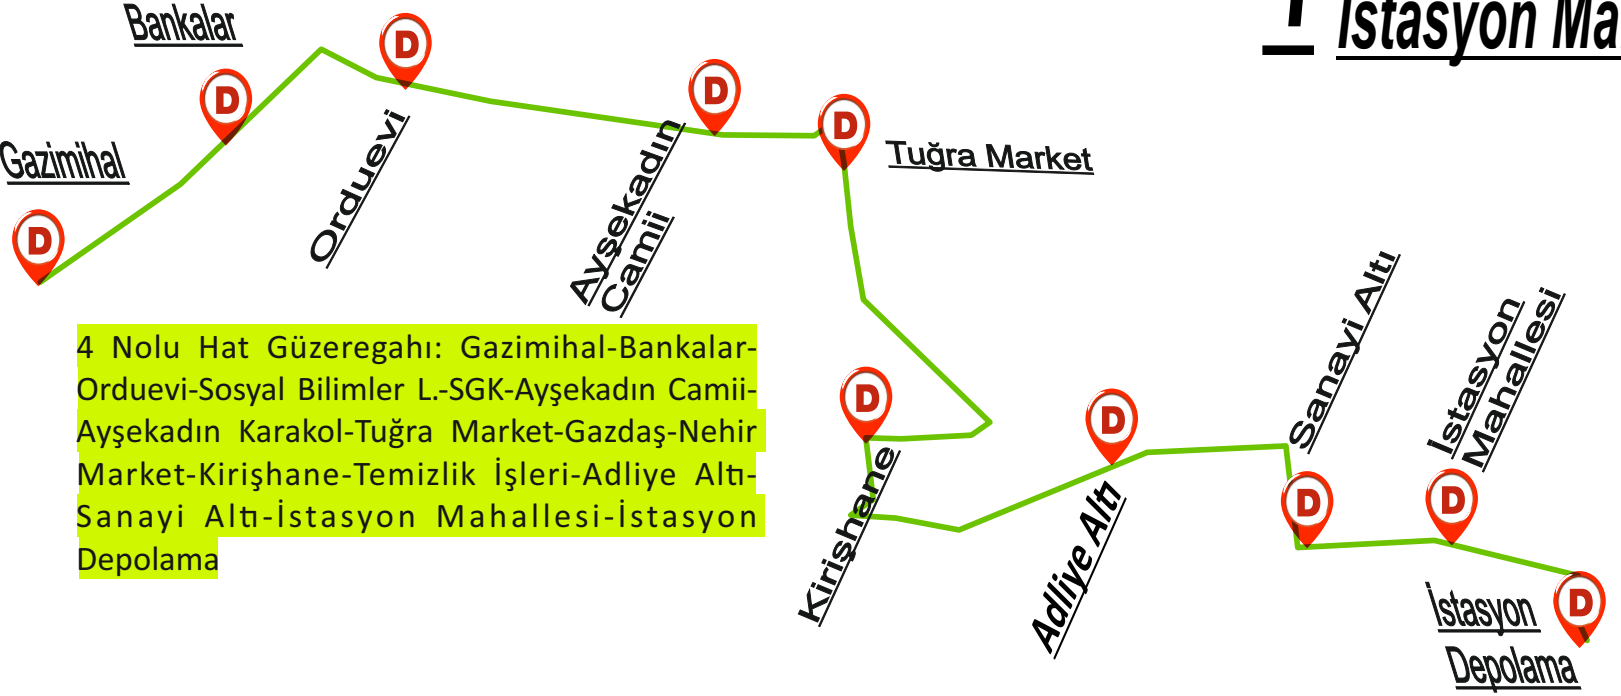 Bankalar
İstasyon Ma
D
D
D
D
D
Gazimihal
Orduevi
Ayşekadın
Camii
Tuğra Market
4 Nolu Hat Güzeregahı: Gazimihal-Bankalar-
Orduevi-Sosyal Bilimler L.-SGK-Ayşekadın Camii-
Ayşekadın Karakol-Tuğra Market-Gazdaş-Nehir
Market-Kirişhane-Temizlik İşleri-Adliye Altı-
Sanayi Altı-İstasyon Mahallesi-İstasyon
Depolama
D
Kirişhane
D
Adliye Altı
Sanayi Altı
D
İstasyon
Mahallesi
D
İstasyon
Depolama
D